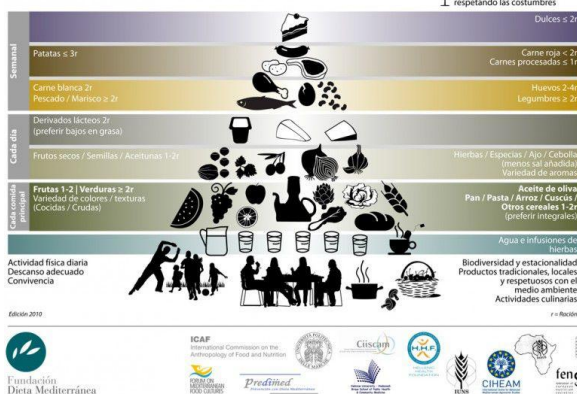 respetando las costumbres
Dulces ≤ 2r
Semanal
Patatas ≤ 3r
Carne roja < 2r
Carnes procesadas ≤ 1r
Carne blanca 2r
Pescado / Marisco ≥ 2r
Huevos 2-4r
Legumbres ≥ 2r
Cada día
Derivados lácteos 2r
(preferir bajos en grasa)
Frutos secos / Semillas / Aceitunas 1-2r
Hierbas / Especias / Ajo / Cebolla
(menos sal añadida)
Variedad de aromas
Cada comida
principal
Frutas 1-2 | Verduras ≥ 2r
Variedad de colores / texturas
(Cocidas / Crudas)
Aceite de oliva
Pan / Pasta / Arroz / Cuscús /
Otros cereales 1-2r
(preferir integrales)
Agua e infusiones de
hierbas
Actividad física diaria
Descanso adecuado
Convivencia
Biodiversidad y estacionalidad
Productos tradicionales, locales
y respetuosos con el
medio ambiente
Actividades culinarias
Edición 2010
r = Ración
Fundación
Dieta Mediterránea
ICAF
International Commission on the
Anthropology of Food and Nutrition
FORUM ON
MEDITERRANEAN
FOOD CULTURES
Predimed
Ciiscam
H.H.F.
IUNS
CIHEAM